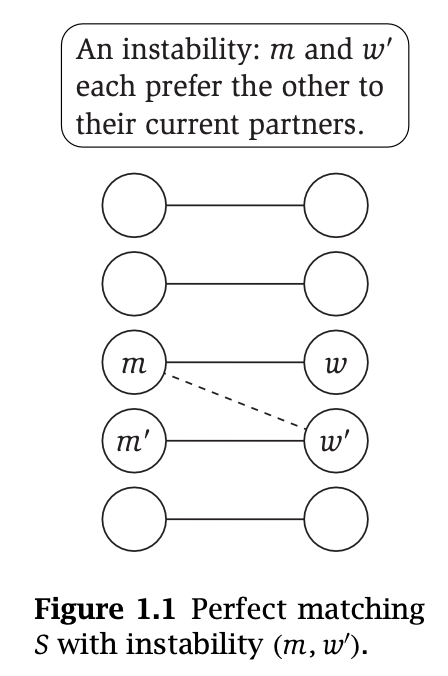 An instability: m and w′
each prefer the other to
their current partners.
m
w
m′
w′
Figure 1.1 Perfect matching
S with instability (m, w′).